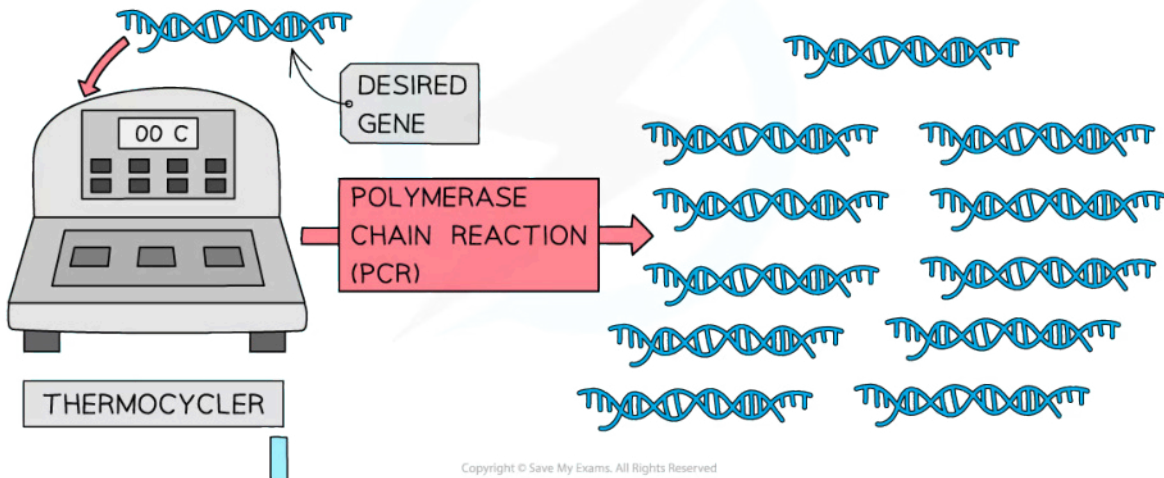 DESIRED
GENE
00 C
POLYMERASE
CHAIN REACTION
(PCR)
THERMOCYCLER
Copyright © Save My Exams. All Rights Reserved